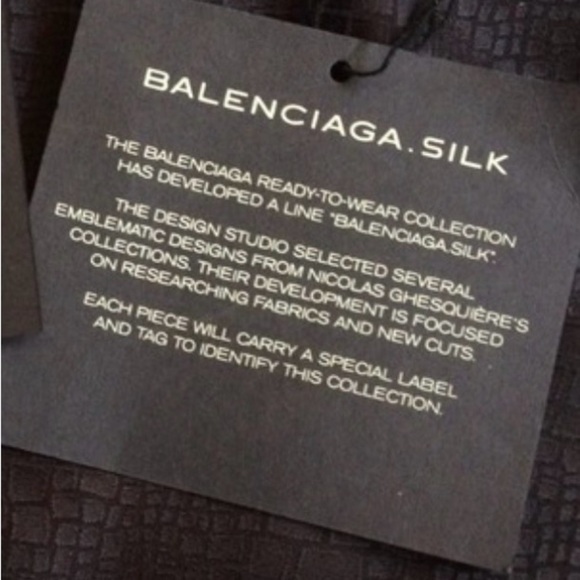 BALENCIAGA.SILK
THE BALENCIAGA READY-TO-WEAR COLLECTION
HAS DEVELOPED A LINE "BALENCIAGA.SILK".
THE DESIGN STUDIO SELECTED SEVERAL
EMBLEMATIC DESIGNS FROM NICOLAS GHESQUIÈRE'S
COLLECTIONS. THEIR DEVELOPMENT IS FOCUSED
ON RESEARCHING FABRICS AND NEW CUTS.
EACH PIECE WILL CARRY A SPECIAL LABEL
AND TAG TO IDENTIFY THIS COLLECTION.